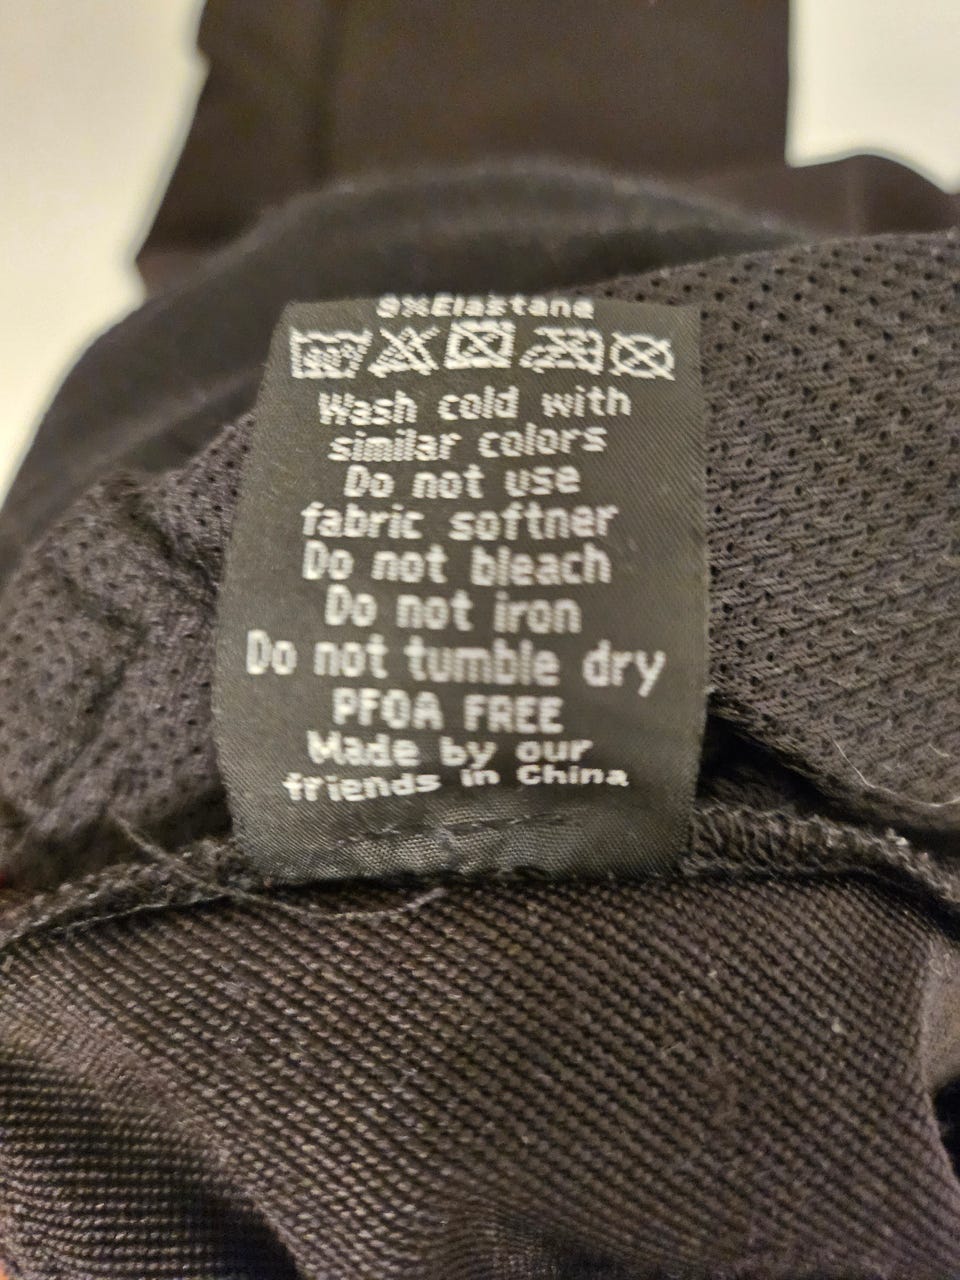 %Elastane
Wash cold with
similar colors
Do not use
fabric softner
Do not bleach
Do not iron
Do not tumble dry
PFOA FREE
Made by our
friends in China